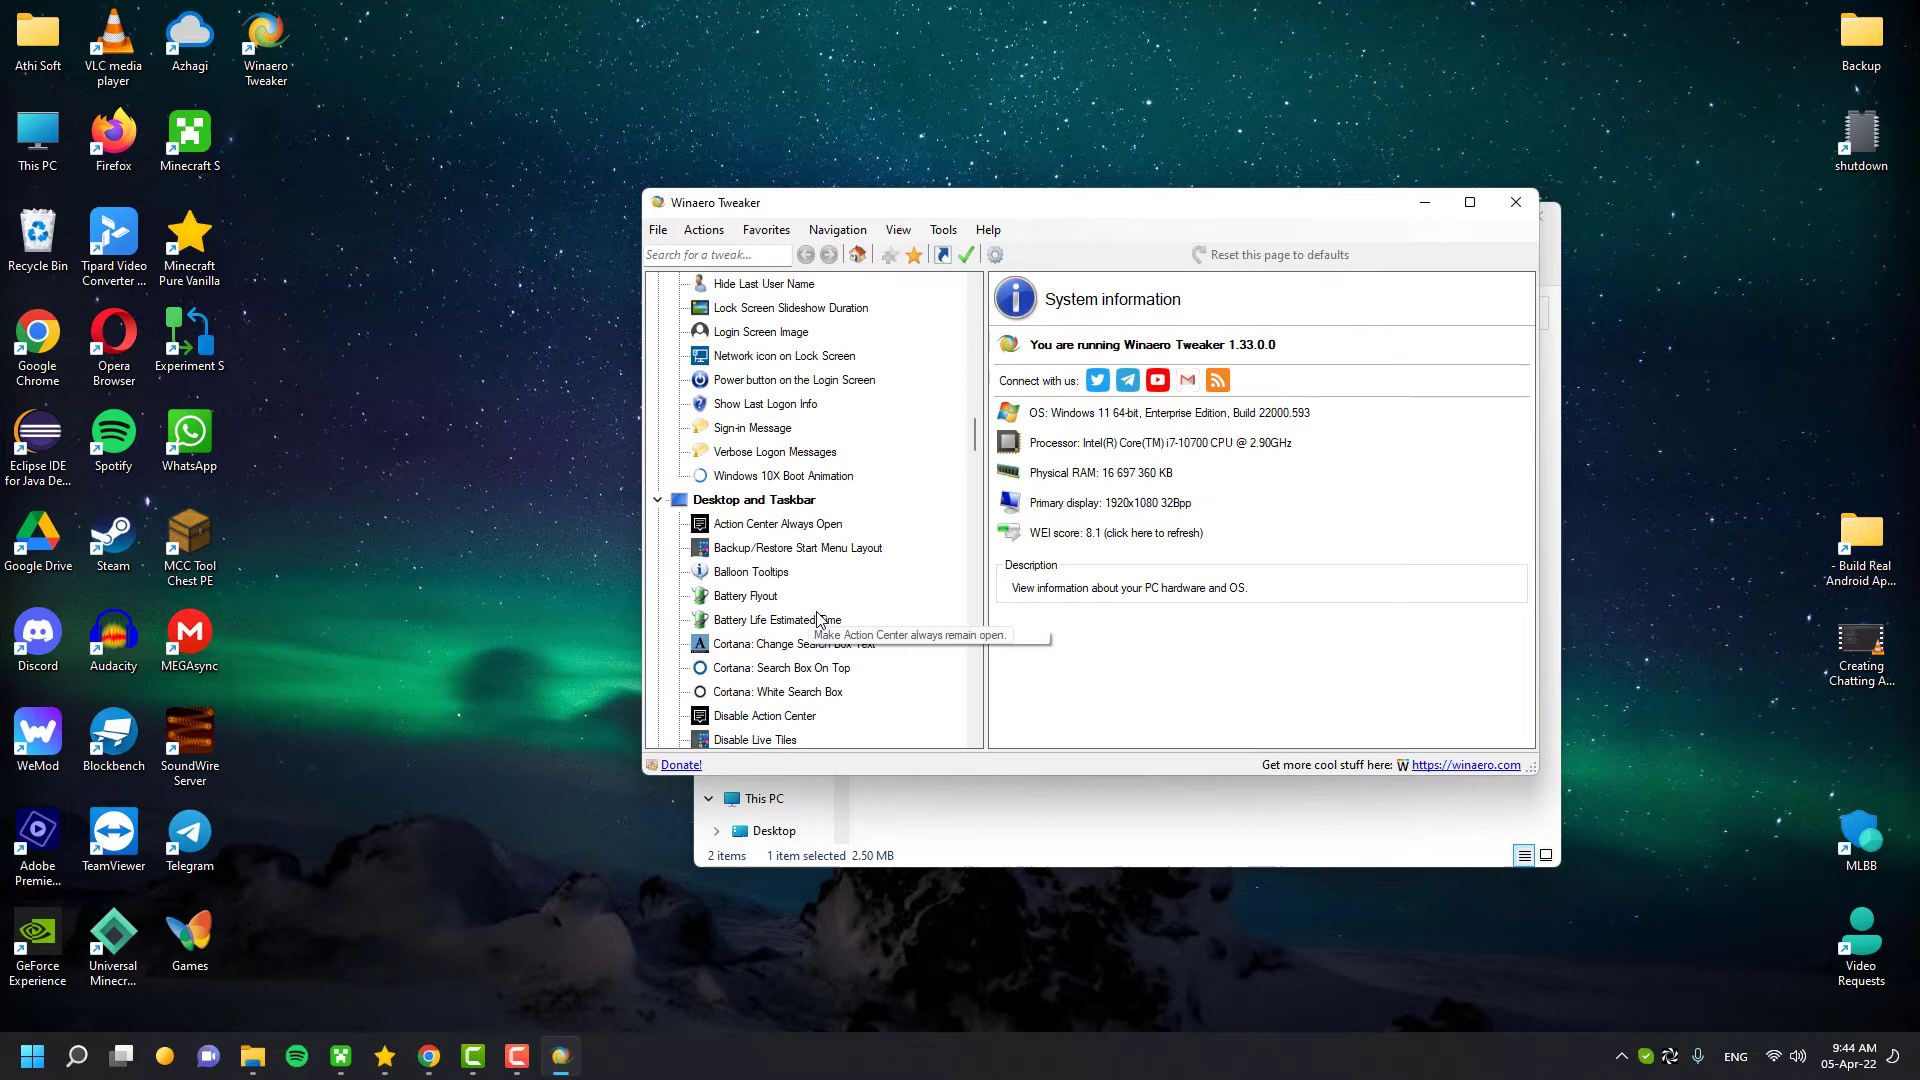 Athi Soft
VLC media
player
Azhagi
Winaero
Tweaker
This PC
Firefox
Minecraft S
Recycle Bin
Tipard Video
Converter ...
Minecraft
Pure Vanilla
Google
Chrome
Opera
Browser
Experiment S
Eclipse IDE
for Java De...
Spotify
WhatsApp
Google Drive
Steam
MCC Tool
Chest PE
Discord
Audacity
MEGAsync
WeMod
Blockbench
SoundWire
Server
Adobe
Premie...
TeamViewer
Telegram
GeForce
Experience
Universal
Minecr...
Games
Backup
shutdown
- Build Real
Android Ap...
Creating
Chatting A...
MLBB
Video
Requests
Winaero Tweaker
File Actions Favorites Navigation View Tools Help
Search for a tweak...
Reset this page to defaults
Hide Last User Name
Lock Screen Slideshow Duration
Login Screen Image
Network icon on Lock Screen
Power button on the Login Screen
Show Last Logon Info
Sign-in Message
Verbose Logon Messages
Windows 10X Boot Animation
Desktop and Taskbar
Action Center Always Open
Backup/Restore Start Menu Layout
Balloon Tooltips
Battery Flyout
Battery Life Estimated
Make Action Center always remain open.
Cortana: Change Search Box Text
Cortana: Search Box On Top
Cortana: White Search Box
Disable Action Center
Disable Live Tiles
System information
You are running Winaero Tweaker 1.33.0.0
Connect with us:
OS: Windows 11 64-bit, Enterprise Edition, Build 22000.593
Processor: Intel(R) Core(TM) i7-10700 CPU @ 2.90GHz
Physical RAM: 16 697 360 KB
Primary display: 1920x1080 32Bpp
WEI score: 8.1 (click here to refresh)
Description
View information about your PC hardware and OS.
Donate!
Get more cool stuff here: W https://winaero.com
This PC
Desktop
2 items 1 item selected 2.50 MB
ENG
9:44 AM
05-Apr-22